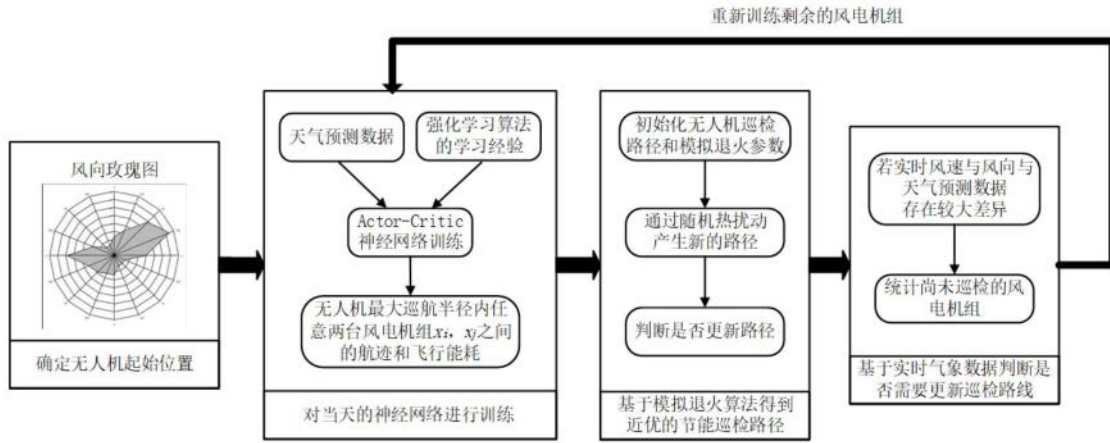 重新训练剩余的风电机组
风向玫瑰图
确定无人机起始位置
天气预测数据
强化学习算法
的学习经验
Actor-Critic
神经网络训练
无人机最大巡航半径内任
意两台风电机组xi，xj之间
的航迹和飞行能耗
对当天的神经网络进行训练
初始化无人机巡检
路径和模拟退火参数
通过随机热扰动
产生新的路径
判断是否更新路径
基于模拟退火算法得到
近优的节能巡检路径
若实时风速与风向与
天气预测数据
存在较大差异
统计尚未巡检的风
电机组
基于实时气象数据判断是
否需要更新巡检路线